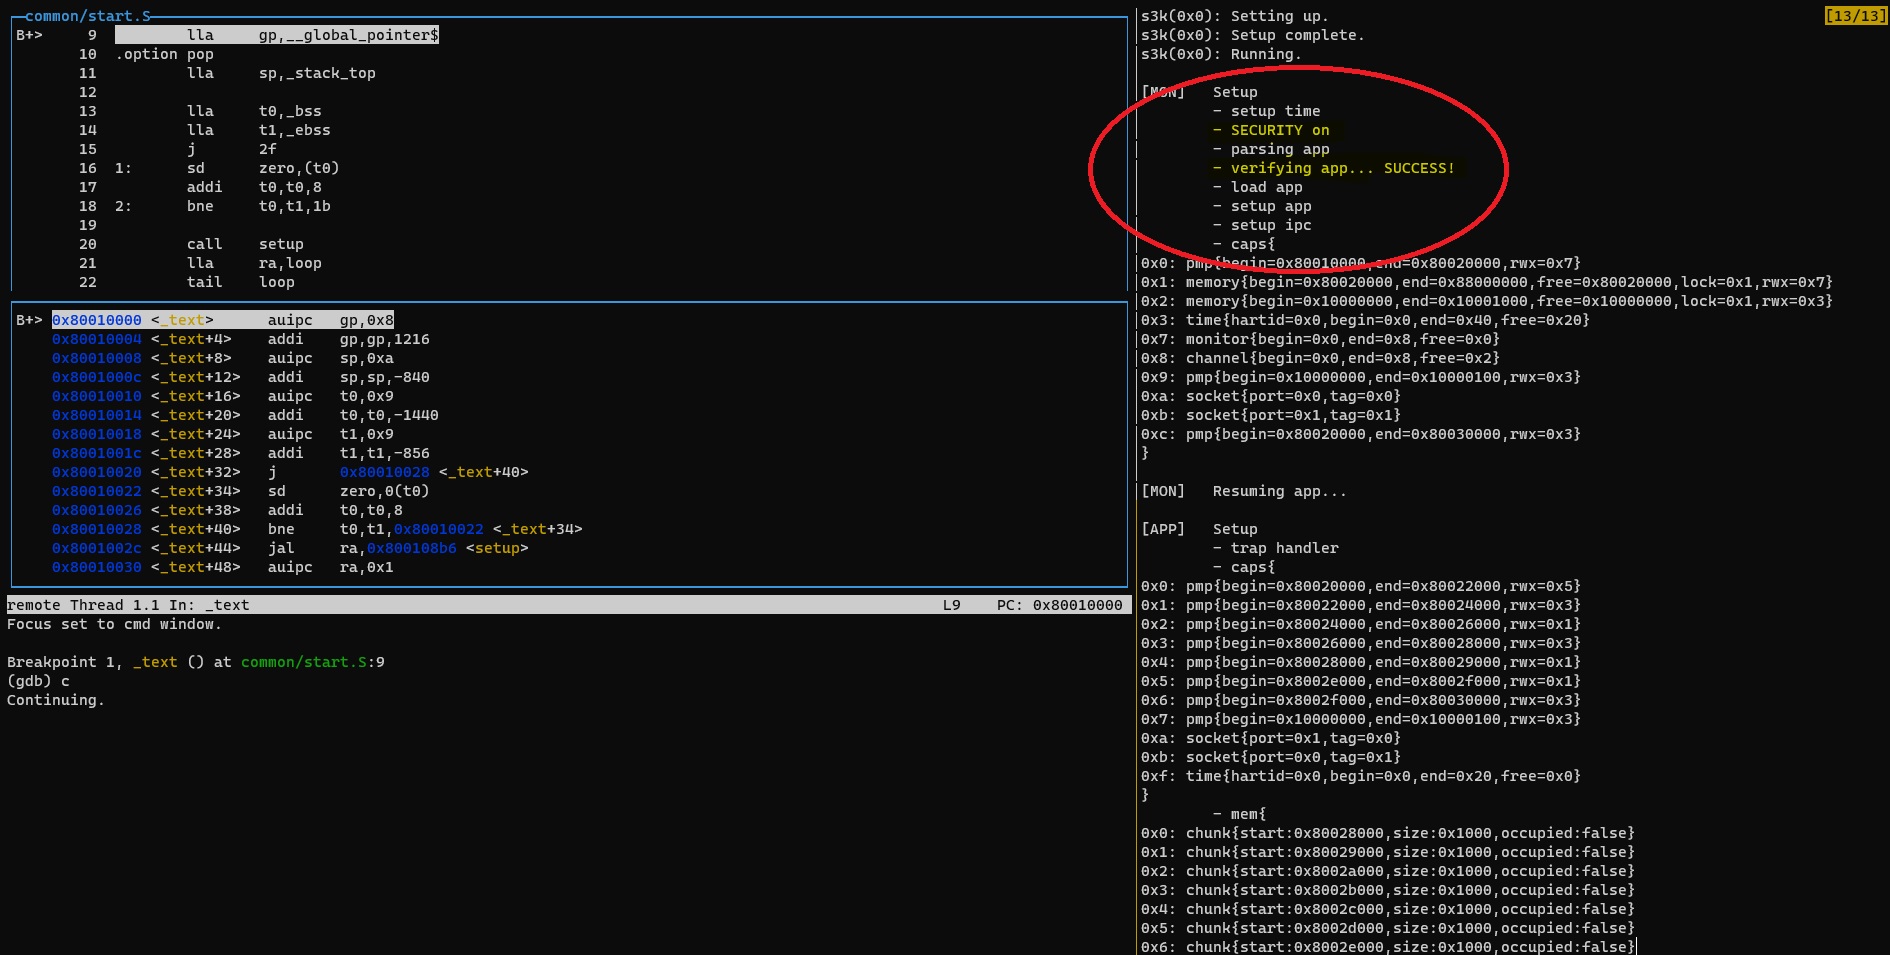 common/start.S
B+>     9          lla     gp,__global_pointer$
       10  .option pop
       11          lla     sp,_stack_top
       12
       13          lla     t0,_bss
       14          lla     t1,_ebss
       15          j       2f
       16  1:      sd      zero,(t0)
       17          addi    t0,t0,8
       18  2:      bne     t0,t1,1b
       19
       20          call    setup
       21          lla     ra,loop
       22          tail    loop
B+> 0x80010000 <_text>      auipc   gp,0x8
    0x80010004 <_text+4>    addi    gp,gp,1216
    0x80010008 <_text+8>    auipc   sp,0xa
    0x8001000c <_text+12>   addi    sp,sp,-840
    0x80010010 <_text+16>   auipc   t0,0x9
    0x80010014 <_text+20>   addi    t0,t0,-1440
    0x80010018 <_text+24>   auipc   t1,0x9
    0x8001001c <_text+28>   addi    t1,t1,-856
    0x80010020 <_text+32>   j       0x80010028 <_text+40>
    0x80010022 <_text+34>   sd      zero,0(t0)
    0x80010026 <_text+38>   addi    t0,t0,8
    0x80010028 <_text+40>   bne     t0,t1,0x80010022 <_text+34>
    0x8001002c <_text+44>   jal     ra,0x800108b6 <setup>
    0x80010030 <_text+48>   auipc   ra,0x1
remote Thread 1.1 In: _text     L9    PC: 0x80010000
Focus set to cmd window.
Breakpoint 1, _text () at common/start.S:9
(gdb) c
Continuing.
[13/13]
s3k(0x0): Setting up.
s3k(0x0): Setup complete.
s3k(0x0): Running.
[MON]   Setup
        - setup time
        - SECURITY on
        - parsing app
        - verifying app... SUCCESS!
        - load app
        - setup app
        - setup ipc
        - caps{
0x0: pmp{begin=0x80010000,end=0x80020000,rwx=0x7}
0x1: memory{begin=0x80020000,end=0x88000000,free=0x80020000,lock=0x1,rwx=0x7}
0x2: memory{begin=0x10000000,end=0x10001000,free=0x10000000,lock=0x1,rwx=0x3}
0x3: time{hartid=0x0,begin=0x0,end=0x40,free=0x20}
0x7: monitor{begin=0x0,end=0x8,free=0x0}
0x8: channel{begin=0x0,end=0x8,free=0x2}
0x9: pmp{begin=0x10000000,end=0x10000100,rwx=0x3}
0xa: socket{port=0x0,tag=0x0}
0xb: socket{port=0x1,tag=0x1}
0xc: pmp{begin=0x80020000,end=0x80030000,rwx=0x3}
}
[MON]   Resuming app...
[APP]   Setup
        - trap handler
        - caps{
0x0: pmp{begin=0x80020000,end=0x80022000,rwx=0x5}
0x1: pmp{begin=0x80022000,end=0x80024000,rwx=0x3}
0x2: pmp{begin=0x80024000,end=0x80026000,rwx=0x1}
0x3: pmp{begin=0x80026000,end=0x80028000,rwx=0x3}
0x4: pmp{begin=0x80028000,end=0x80029000,rwx=0x1}
0x5: pmp{begin=0x8002e000,end=0x8002f000,rwx=0x1}
0x6: pmp{begin=0x8002f000,end=0x80030000,rwx=0x3}
0x7: pmp{begin=0x10000000,end=0x10000100,rwx=0x3}
0xa: socket{port=0x1,tag=0x0}
0xb: socket{port=0x0,tag=0x1}
0xf: time{hartid=0x0,begin=0x0,end=0x20,free=0x0}
}
        - mem{
0x0: chunk{start:0x80028000,size:0x1000,occupied:false}
0x1: chunk{start:0x80029000,size:0x1000,occupied:false}
0x2: chunk{start:0x8002a000,size:0x1000,occupied:false}
0x3: chunk{start:0x8002b000,size:0x1000,occupied:false}
0x4: chunk{start:0x8002c000,size:0x1000,occupied:false}
0x5: chunk{start:0x8002d000,size:0x1000,occupied:false}
0x6: chunk{start:0x8002e000,size:0x1000,occupied:false}